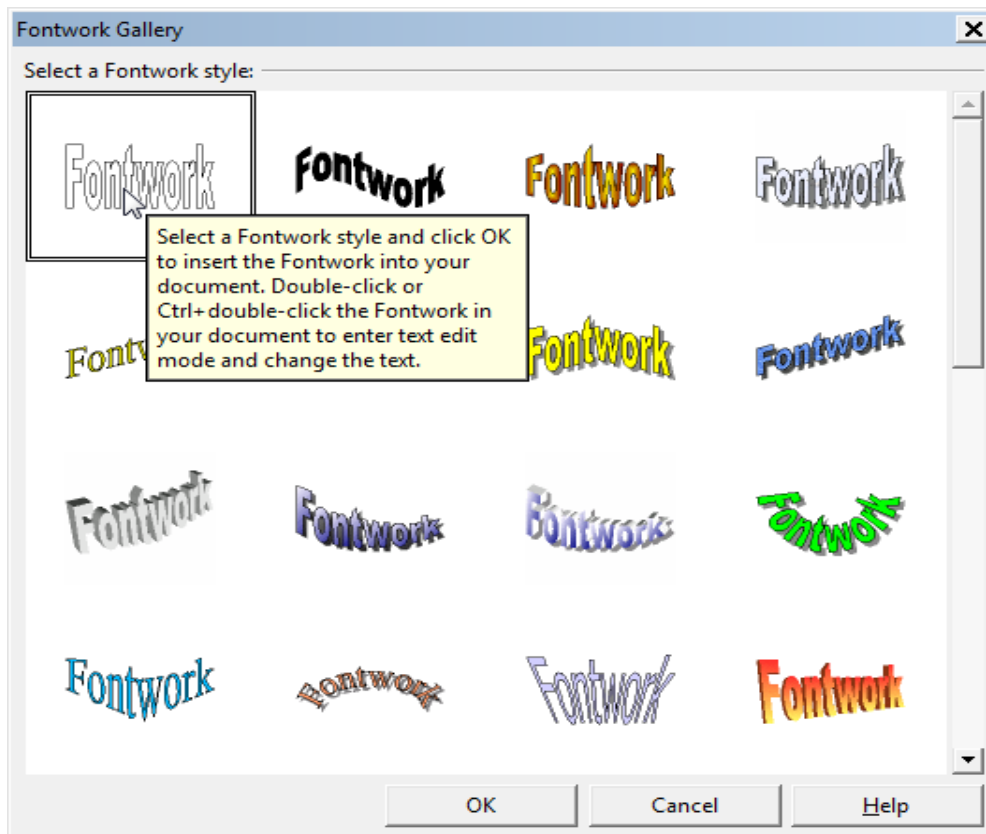 Fontwork Gallery
Select a Fontwork style:
Fontwork
Fontwork
Fontwork
Fontwork
Select a Fontwork style and click OK
to insert the Fontwork into your
document. Double-click or
Ctrl+double-click the Fontwork in
your document to enter text edit
mode and change the text.
Fontwork
Fontwork
Fontwork
Fontwork
Fontwork
Fontwork
Fontwork
Fontwork
Fontwork
Fontwork
OK
Cancel
Help